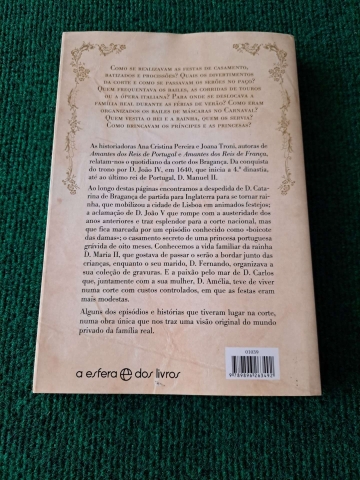 Como se realizavam as festas de casamento,
batizados e procissões? Quais os divertimentos
da corte e como se passavam os serões no paço?
Quem frequentava os bailes, as corridas de touros
ou a ópera italiana? Para onde se deslocava a
família real durante as férias de verão? Como eram
organizados os bailes de máscaras no Carnaval?
Quem vestia o rei e a rainha, quem os servia?
Como brincavam os príncipes e as princesas?
As historiadoras Ana Cristina Pereira e Joana Troni, autoras de
Amantes dos Reis de Portugal e Amantes dos Reis de França,
relatam-nos o quotidiano da corte dos Bragança. Da conquista
do trono por D. João IV, em 1640, que inicia a 4.ª dinastia,
até ao último rei de Portugal, D. Manuel II.
Ao longo destas páginas encontramos a despedida de D. Cata-
rina de Bragança de partida para Inglaterra para se tornar rai-
nha, que mobilizou a cidade de Lisboa em animados festejos;
a aclamação de D. João V que rompe com a austeridade dos
anos anteriores e traz esplendor para a corte nacional, mas
que fica marcada por um episódio conhecido como «boicote
das damas»; o casamento secreto de uma princesa portuguesa
grávida de oito meses. Conhecemos a vida familiar da rainha
D. Maria II, que gostava de passar o serão a bordar junto das
crianças, enquanto o seu marido, D. Fernando, organizava a
sua coleção de gravuras. E a paixão pelo mar de D. Carlos
que, juntamente com a sua mulher, D. Amélia, teve de viver
numa corte com custos controlados, em que as festas eram
mais modestas.
Alguns dos episódios e histórias que tiveram lugar na corte,
numa obra única que nos traz uma visão original do mundo
privado da família real.
a esfera dos livros